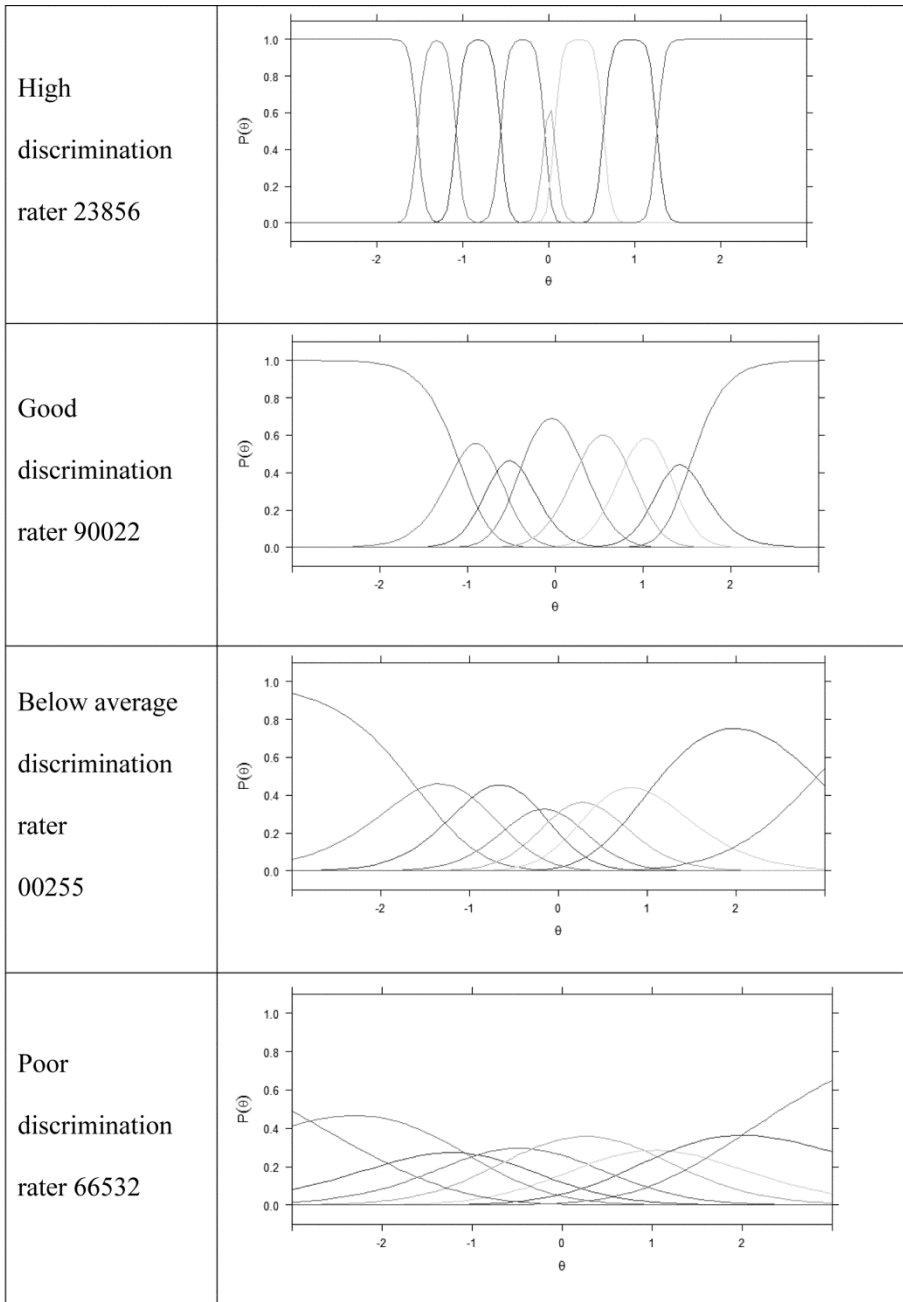 High
discrimination
rater 23856
P(θ)
1.0
0.8
0.6
0.4
0.2
0.0
-2 -1 0 1 2
θ
Good
discrimination
rater 90022
P(θ)
1.0
0.8
0.6
0.4
0.2
0.0
-2 -1 0 1 2
θ
Below average
discrimination
rater
00255
P(θ)
1.0
0.8
0.6
0.4
0.2
0.0
-2 -1 0 1 2
θ
Poor
discrimination
rater 66532
P(θ)
1.0
0.8
0.6
0.4
0.2
0.0
-2 -1 0 1 2
θ